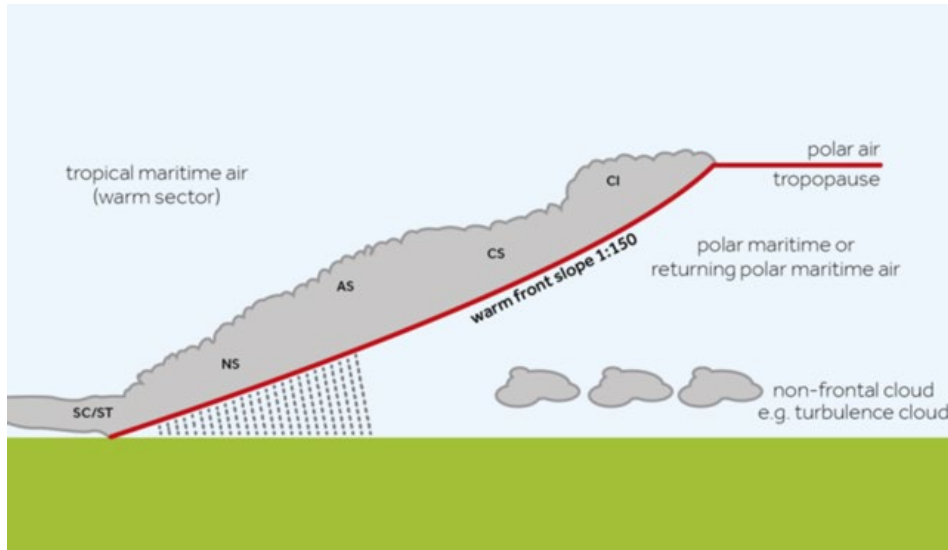 tropical maritime air
(warm sector)
polar air
tropopause
CI
polar maritime or
returning polar maritime air
CS
warm front slope 1:150
AS
NS
non-frontal cloud
e.g. turbulence cloud
SC/ST